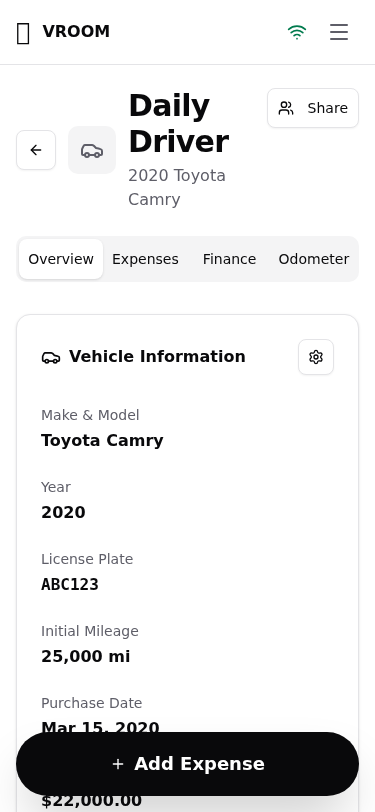 VROOM
Daily
Driver
2020 Toyota
Camry
Share
Overview Expenses Finance Odometer
Vehicle Information
Make & Model
Toyota Camry
Year
2020
License Plate
ABC123
Initial Mileage
25,000 mi
Purchase Date
Mar 15, 2020
Add Expense
$22,000.00